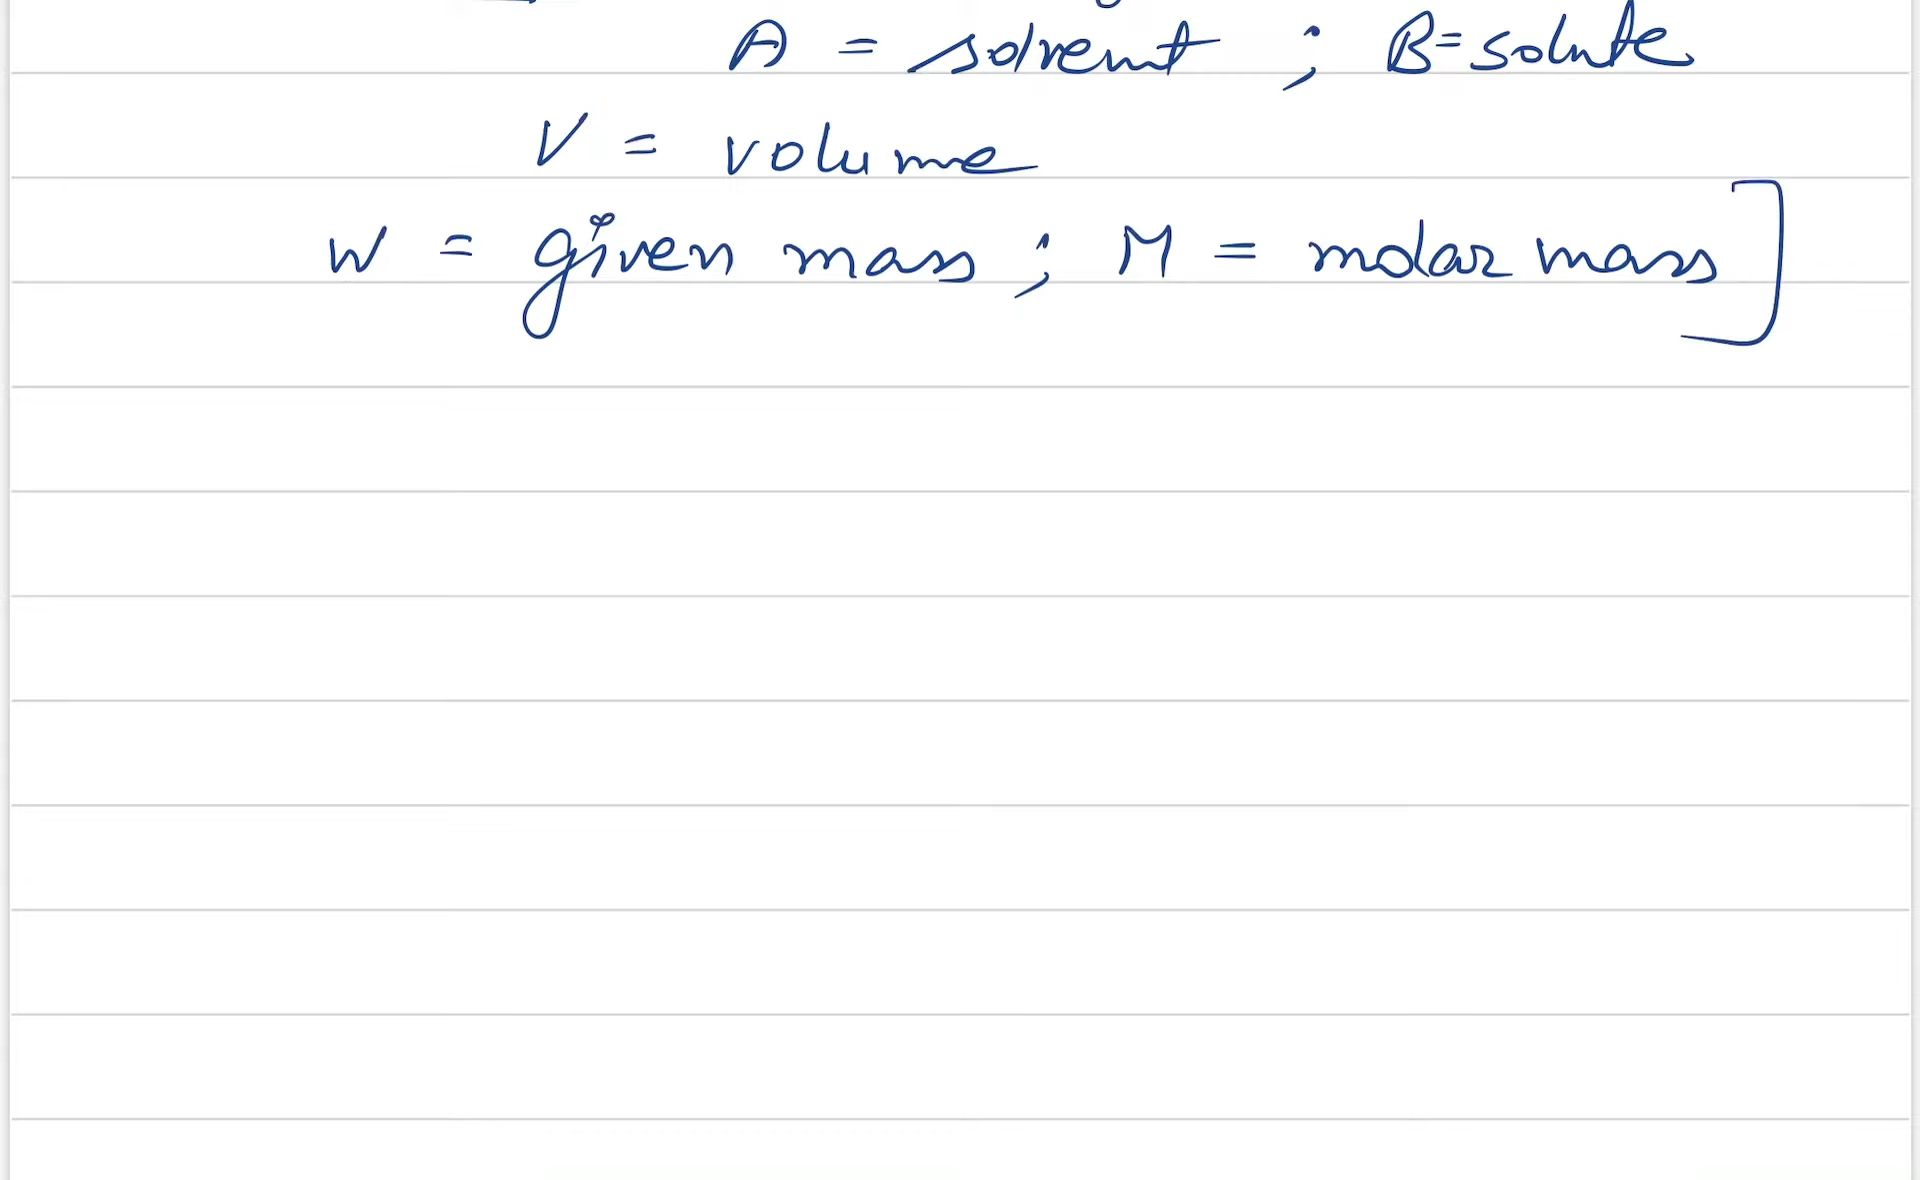 A = solvent ; B = solute
V = volume
W = given mass ; M = molar mass ]